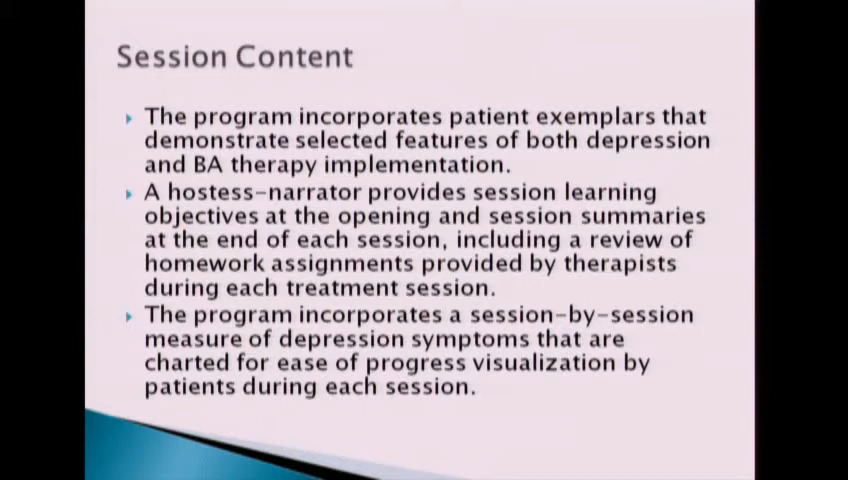 Session Content
The program incorporates patient exemplars that
demonstrate selected features of both depression
and BA therapy implementation.
A hostess-narrator provides session learning
objectives at the opening and session summaries
at the end of each session, including a review of
homework assignments provided by therapists
during each treatment session.
The program incorporates a session-by-session
measure of depression symptoms that are
charted for ease of progress visualization by
patients during each session.